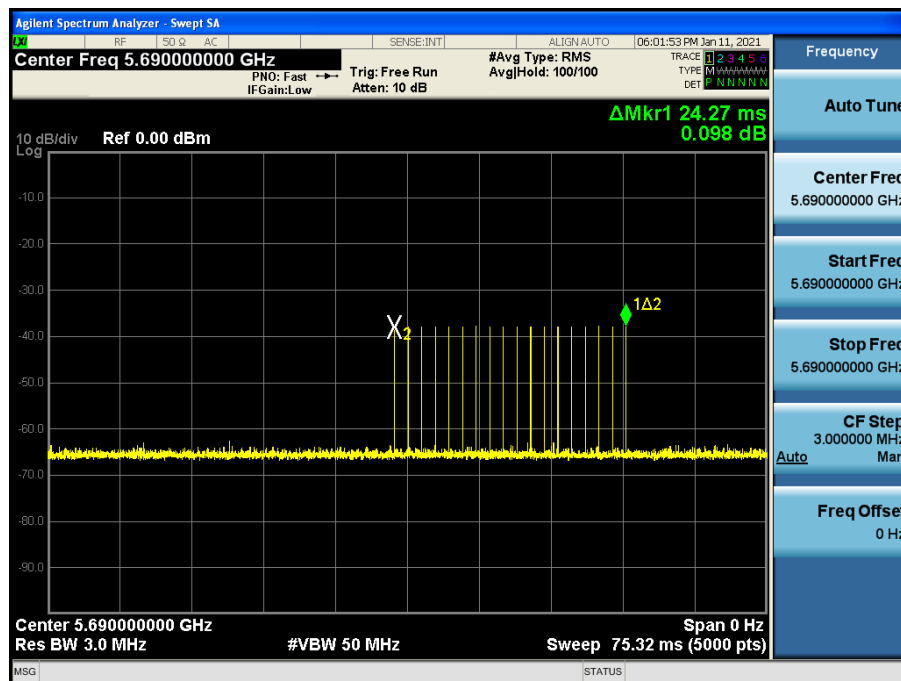 Agilent Spectrum Analyzer - Swept SA
LXI RF 50 Ω AC SENSE:INT ALIGN AUTO 06:01:53 PM Jan 11, 2021
Center Freq 5.690000000 GHz #Avg Type: RMS TRACE 1 2 3 4 5 6
PNO: Fast Trig: Free Run Avg|Hold: 100/100 TYPE M WWWWW
IFGain:Low Atten: 10 dB DET P N N N N N
Frequency
Auto Tune
ΔMkr1 24.27 ms
0.098 dB
10 dB/div Ref 0.00 dBm
Log
-10.0
-20.0
-30.0
-40.0
-50.0
-60.0
-70.0
-80.0
-90.0
X2
1Δ2
Center Freq
5.690000000 GHz
Start Freq
5.690000000 GHz
Stop Freq
5.690000000 GHz
CF Step
3.000000 MHz
Auto Man
Freq Offset
0 Hz
Center 5.690000000 GHz Span 0 Hz
Res BW 3.0 MHz #VBW 50 MHz Sweep 75.32 ms (5000 pts)
MSG STATUS